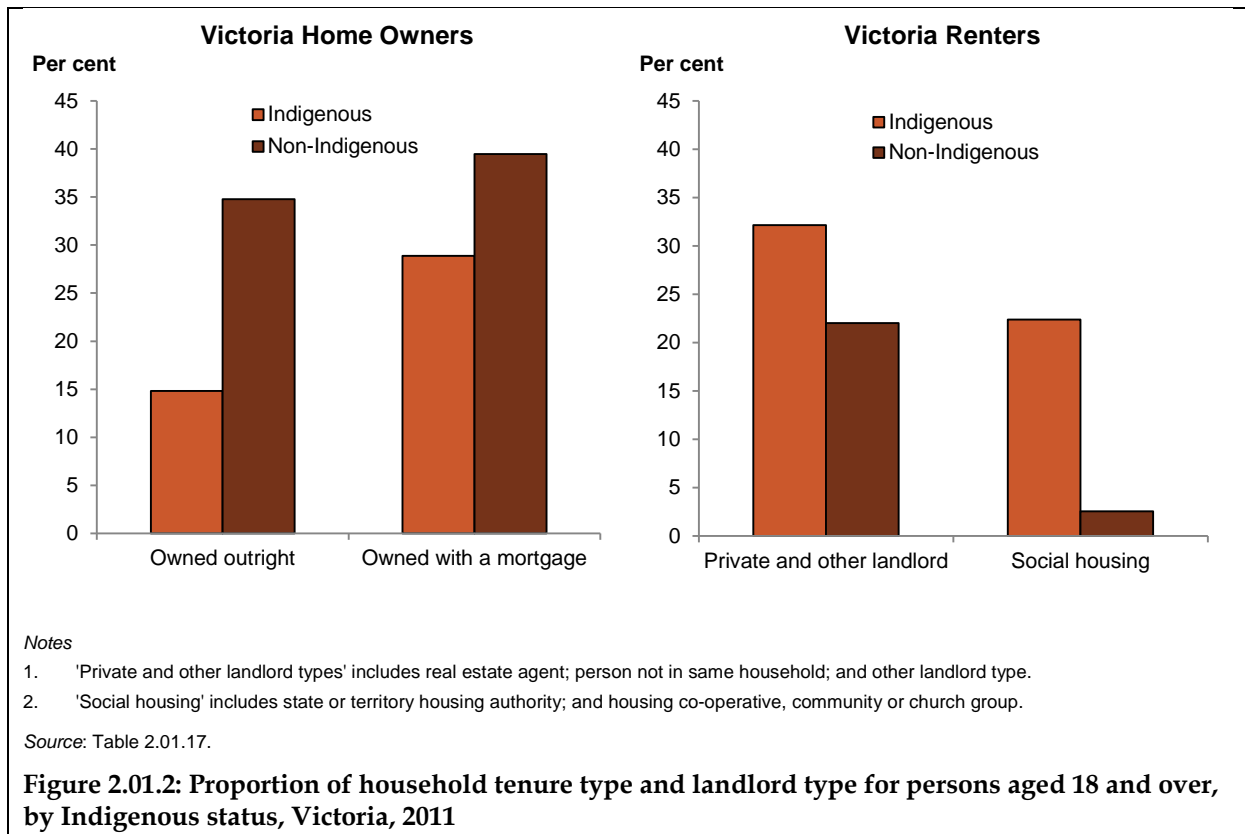 Victoria Home Owners
Per cent
45
40
35
30
25
20
15
10
5
0
Indigenous
Non-Indigenous
Owned outright
Owned with a mortgage
Victoria Renters
Per cent
45
40
35
30
25
20
15
10
5
0
Indigenous
Non-Indigenous
Private and other landlord
Social housing
Notes
1. 'Private and other landlord types' includes real estate agent; person not in same household; and other landlord type.
2. 'Social housing' includes state or territory housing authority; and housing co-operative, community or church group.
Source: Table 2.01.17.
Figure 2.01.2: Proportion of household tenure type and landlord type for persons aged 18 and over,
by Indigenous status, Victoria, 2011